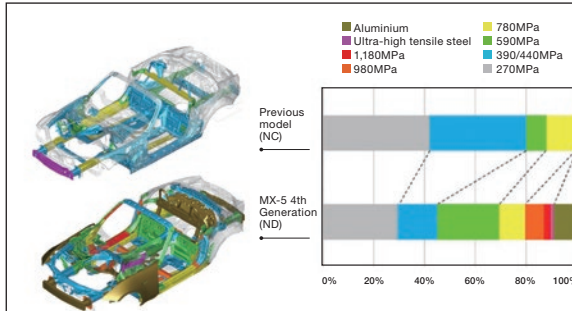 Aluminium
Ultra-high tensile steel
1,180MPa
980MPa
780MPa
590MPa
390/440MPa
270MPa
Previous
model
(NC)
MX-5 4th
Generation
(ND)
0% 20% 40% 60% 80% 100%